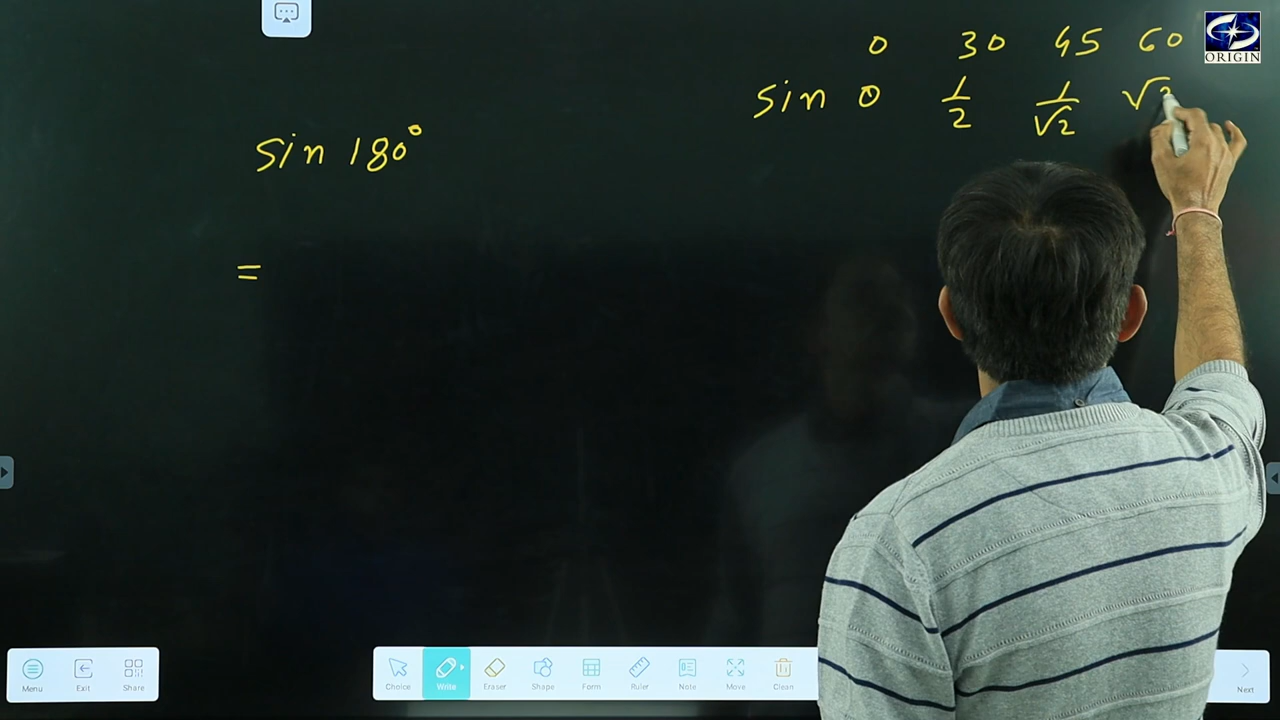 0 30 45 60
sin 0 1/2 1/√2 √
sin 180°
=
ORIGIN
Menu Exit Share
Choice Write Eraser Shape Form Ruler Note Move Clean
Next